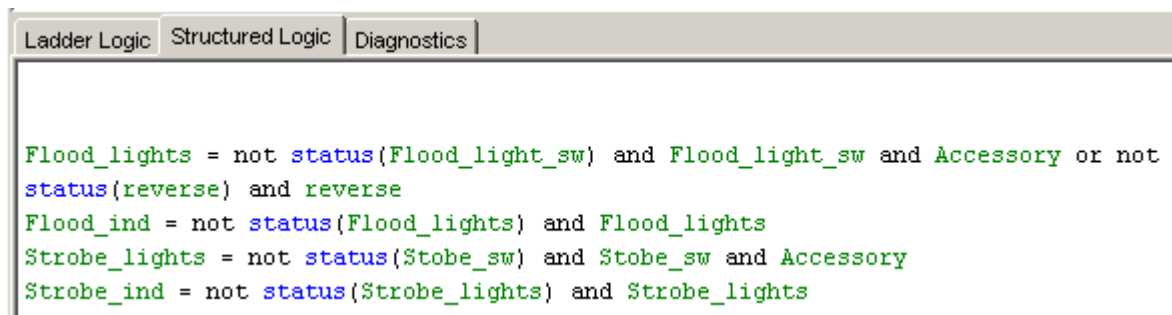 Ladder Logic Structured Logic Diagnostics
Flood_lights = not status(Flood_light_sw) and Flood_light_sw and Accessory or not
status(reverse) and reverse
Flood_ind = not status(Flood_lights) and Flood_lights
Strobe_lights = not status(Stobe_sw) and Stobe_sw and Accessory
Strobe_ind = not status(Strobe_lights) and Strobe_lights